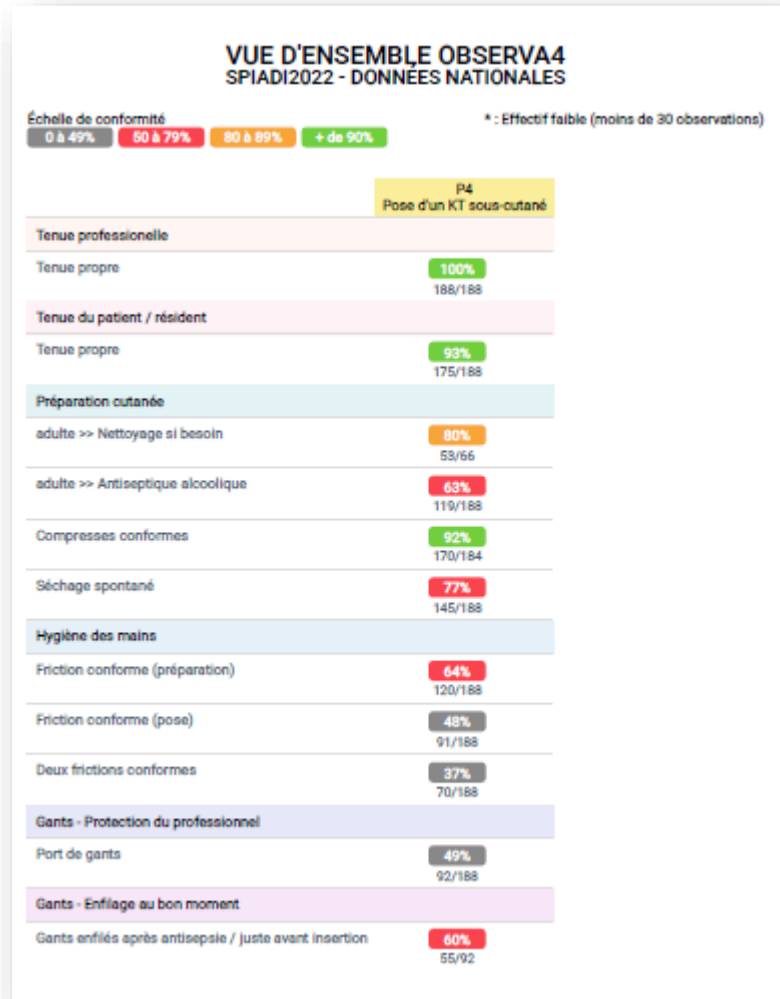 VUE D'ENSEMBLE OBSERVA4
SPIADI2022 - DONNÉES NATIONALES
Échelle de conformité
* : Effectif faible (moins de 30 observations)
0 à 49% 50 à 79% 80 à 89% + de 90%
P4
Pose d'un KT sous-cutané
Tenue professionelle
Tenue propre 100%
188/188
Tenue du patient / résident
Tenue propre 93%
175/188
Préparation cutanée
adulte >> Nettoyage si besoin 80%
53/66
adulte >> Antiseptique alcoolique 63%
119/188
Compresses conformes 92%
170/184
Séchage spontané 77%
145/188
Hygiène des mains
Friction conforme (préparation) 64%
120/188
Friction conforme (pose) 48%
91/188
Deux frictions conformes 37%
70/188
Gants - Protection du professionnel
Port de gants 49%
92/188
Gants - Enfilage au bon moment
Gants enfilés après antisepsie / juste avant insertion 60%
55/92